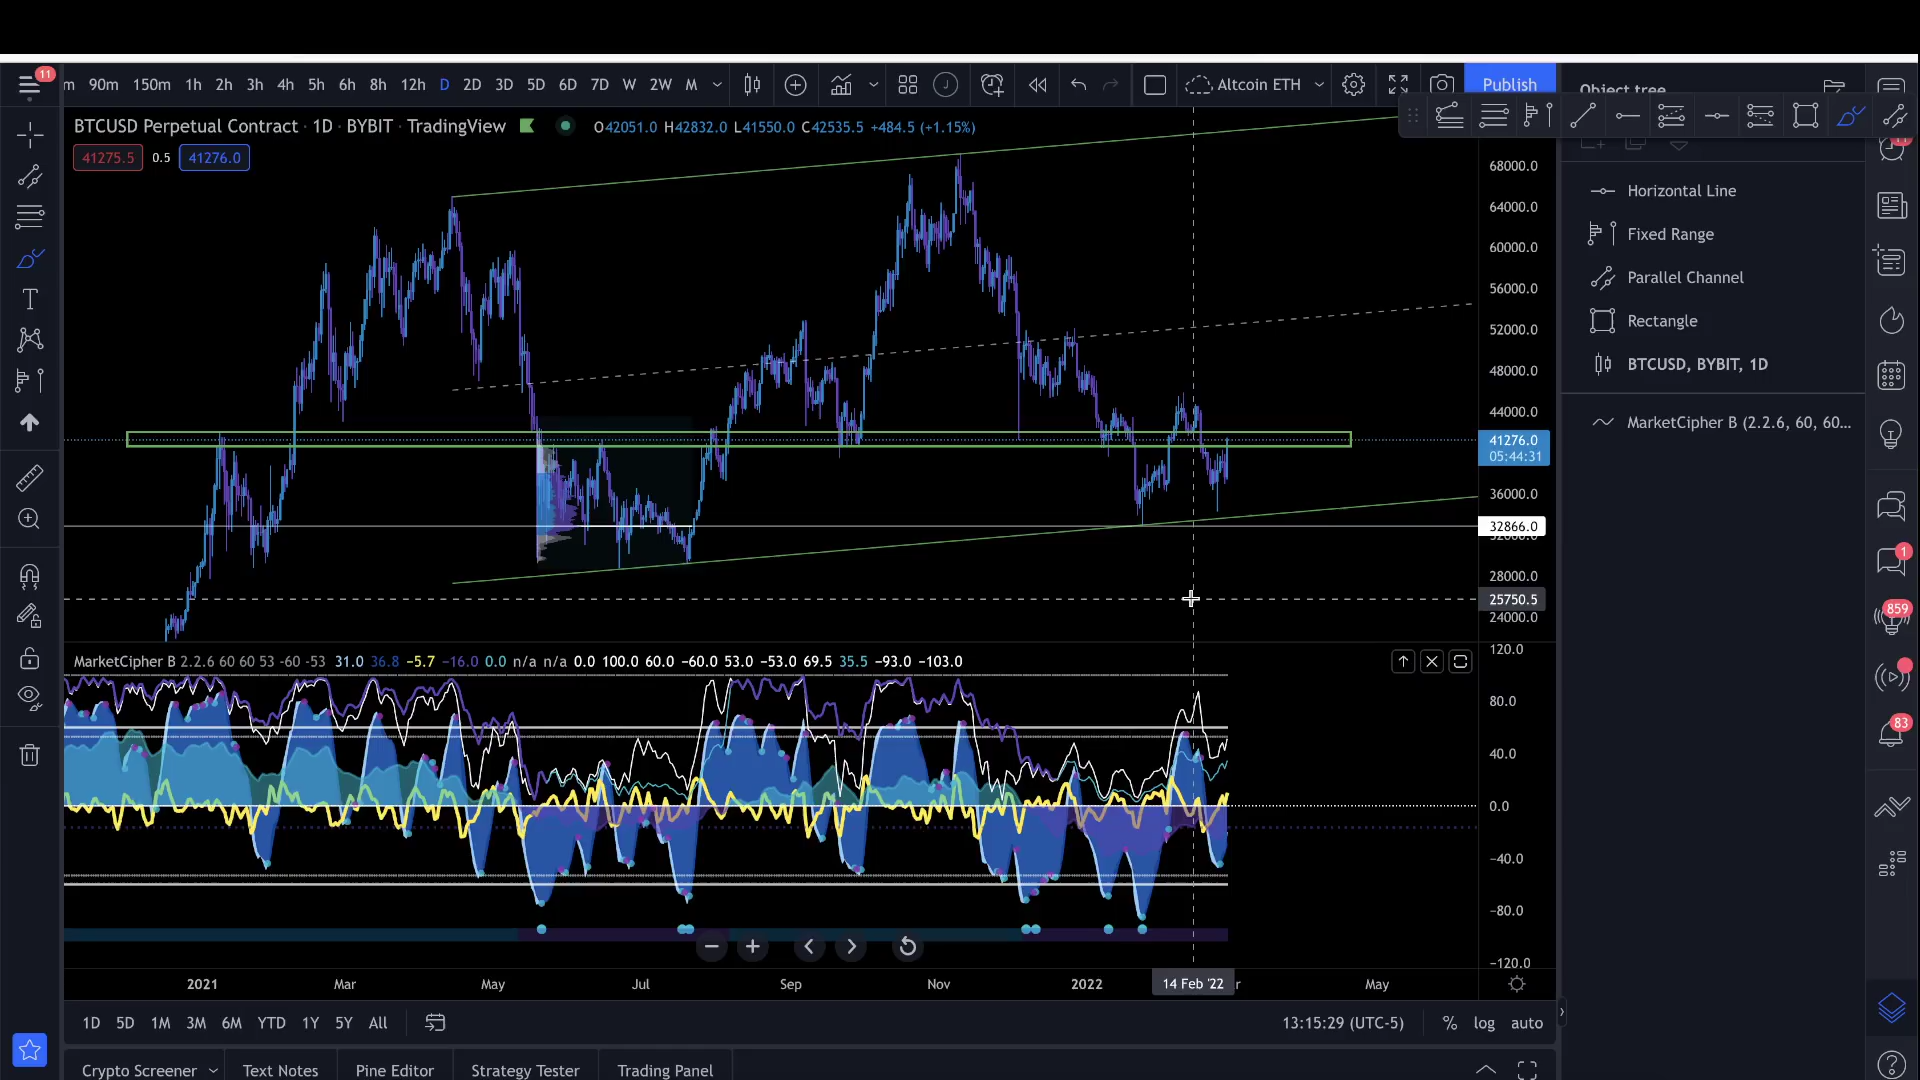 11
m 90m 150m 1h 2h 3h 4h 5h 6h 8h 12h D 2D 3D 5D 6D 7D W 2W M
Altcoin ETH
Publish
Object tree
BTCUSD Perpetual Contract · 1D · BYBIT · TradingView
O42051.0 H42832.0 L41550.0 C42535.5 +484.5 (+1.15%)
41275.5 0.5 41276.0
68000.0
64000.0
60000.0
56000.0
52000.0
48000.0
44000.0
41276.0
05:44:31
36000.0
32866.0
32000.0
28000.0
25750.5
24000.0
Horizontal Line
Fixed Range
Parallel Channel
Rectangle
BTCUSD, BYBIT, 1D
MarketCipher B (2.2.6, 60, 60...
1
859
83
MarketCipher B 2.2.6 60 60 53 -60 -53 31.0 36.8 −5.7 −16.0 0.0 n/a n/a 0.0 100.0 60.0 −60.0 53.0 −53.0 69.5 35.5 −93.0 −103.0
120.0
80.0
40.0
0.0
−40.0
−80.0
−120.0
2021 Mar May Jul Sep Nov 2022 14 Feb '22 r May
1D 5D 1M 3M 6M YTD 1Y 5Y All
13:15:29 (UTC-5) % log auto
Crypto Screener Text Notes Pine Editor Strategy Tester Trading Panel